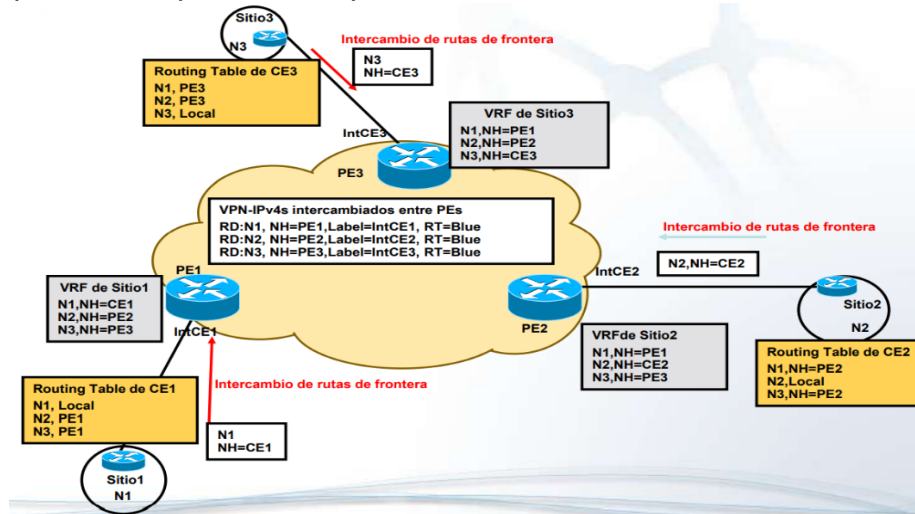 Sitio3
N3
Intercambio de rutas de frontera
N3
NH=CE3
Routing Table de CE3
N1, PE3
N2, PE3
N3, Local
IntCE3
VRF de Sitio3
N1,NH=PE1
N2,NH=PE2
N3,NH=CE3
PE3
VPN-IPv4s intercambiados entre PEs
RD:N1, NH=PE1,Label=IntCE1, RT=Blue
RD:N2, NH=PE2,Label=IntCE2, RT=Blue
RD:N3, NH=PE3,Label=IntCE3, RT=Blue
Intercambio de rutas de frontera
N2,NH=CE2
PE1
IntCE2
VRF de Sitio1
N1,NH=CE1
N2,NH=PE2
N3,NH=PE3
IntCE1
PE2
Sitio2
N2
VRFde Sitio2
N1,NH=PE1
N2,NH=CE2
N3,NH=PE3
Routing Table de CE2
N1,NH=PE2
N2,Local
N3,NH=PE2
Routing Table de CE1
N1, Local
N2, PE1
N3, PE1
Intercambio de rutas de frontera
N1
NH=CE1
Sitio1
N1